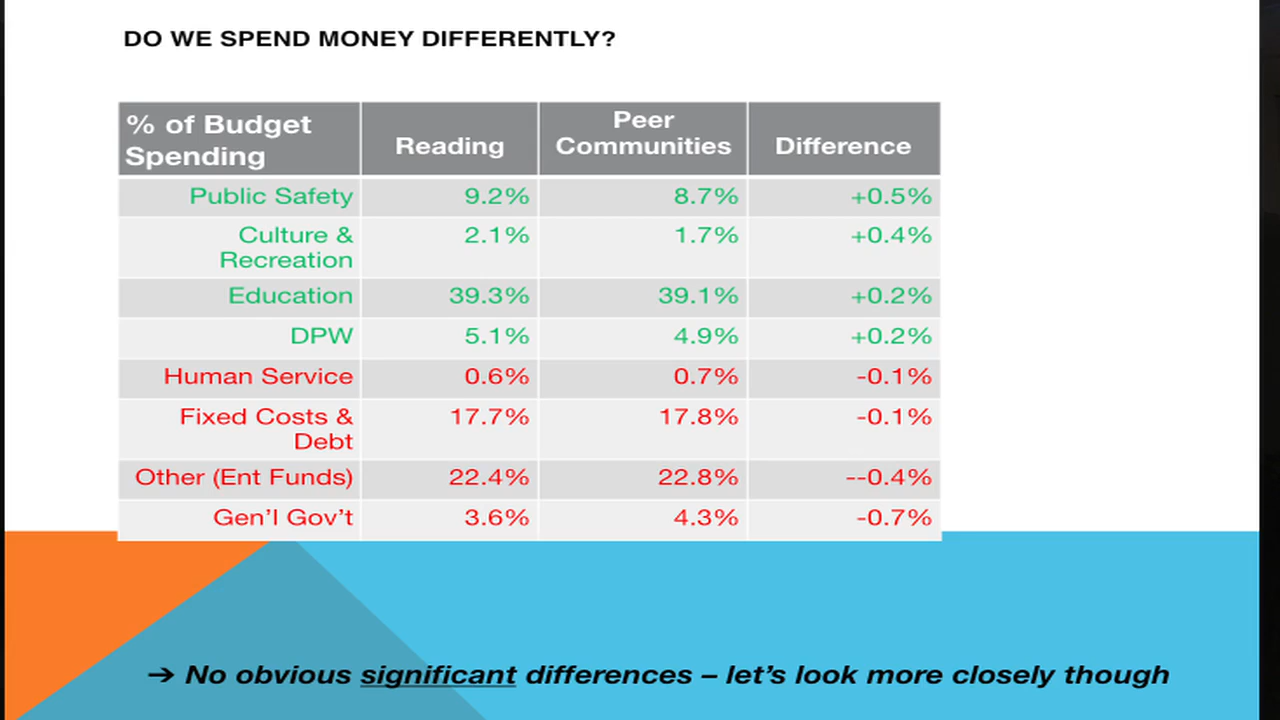 DO WE SPEND MONEY DIFFERENTLY?
% of Budget
Spending
Reading
Peer
Communities
Difference
Public Safety 9.2% 8.7% +0.5%
Culture & 2.1% 1.7% +0.4%
Recreation
Education 39.3% 39.1% +0.2%
DPW 5.1% 4.9% +0.2%
Human Service 0.6% 0.7% -0.1%
Fixed Costs & 17.7% 17.8% -0.1%
Debt
Other (Ent Funds) 22.4% 22.8% --0.4%
Gen'l Gov't 3.6% 4.3% -0.7%
➔ No obvious significant differences – let's look more closely though